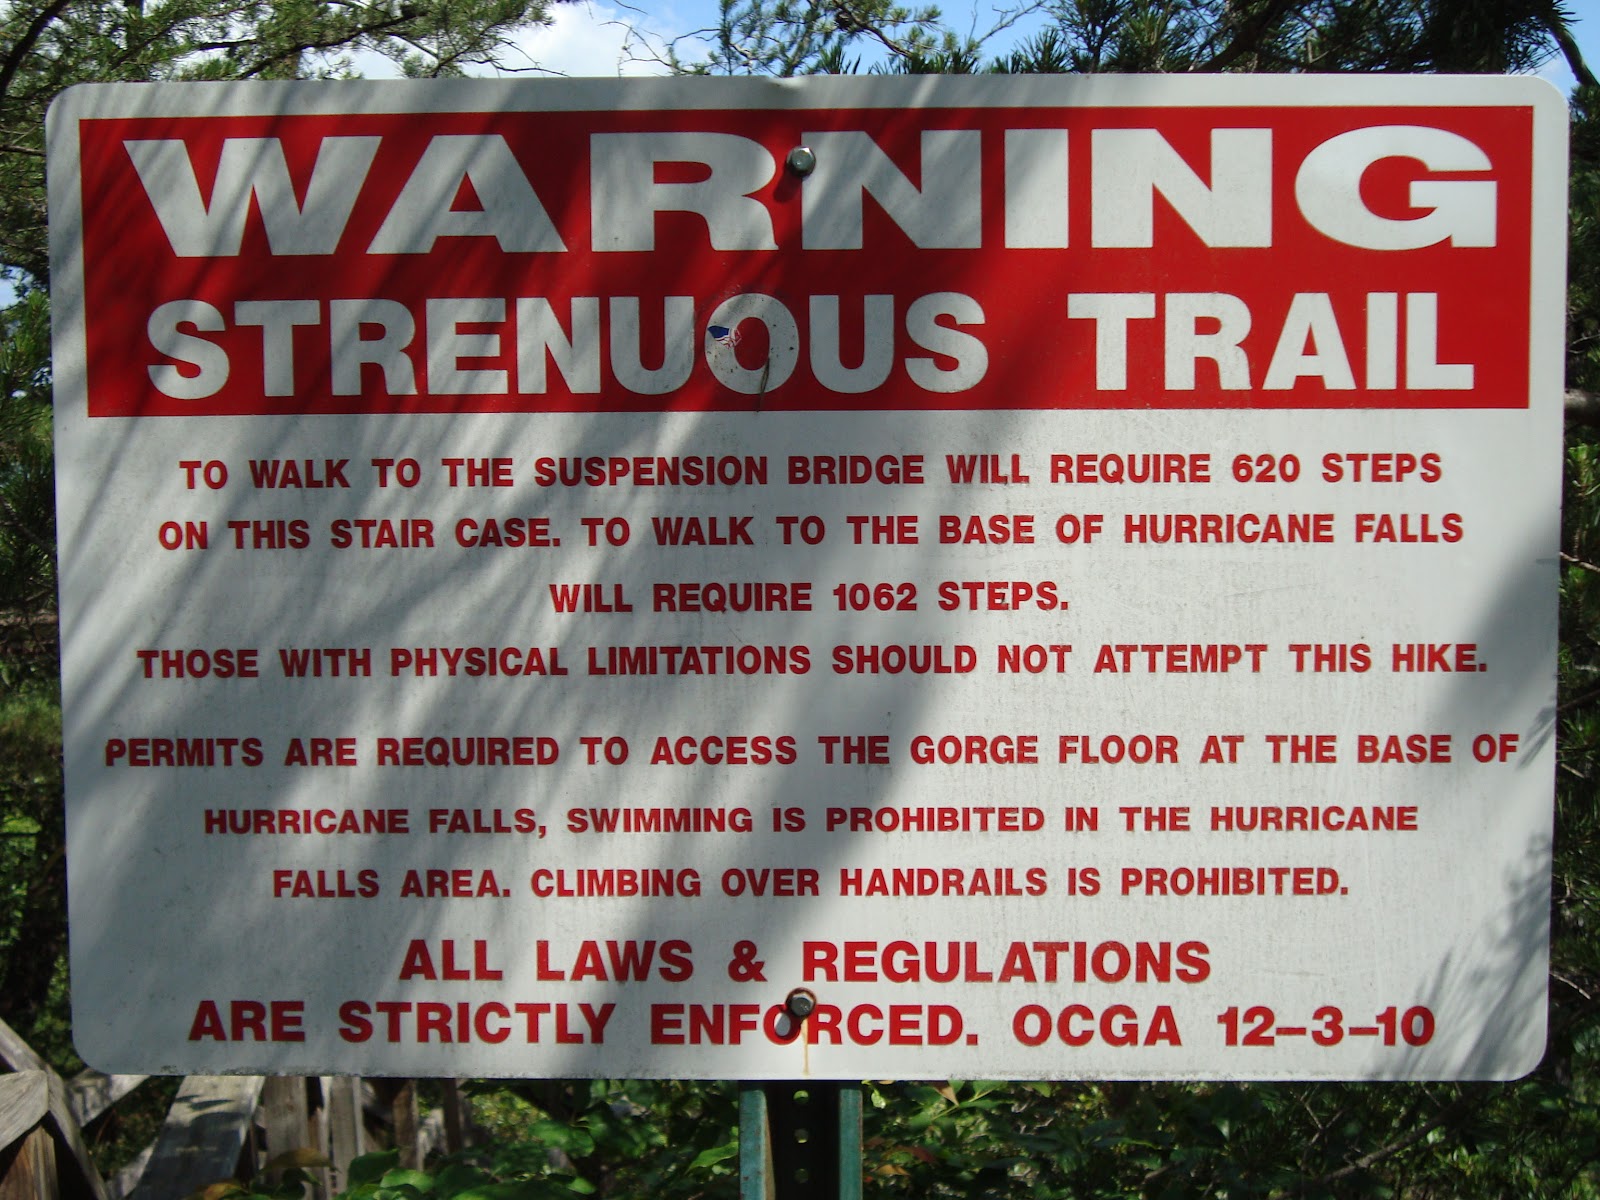 WARNING
STRENUOUS TRAIL
TO WALK TO THE SUSPENSION BRIDGE WILL REQUIRE 620 STEPS
ON THIS STAIR CASE. TO WALK TO THE BASE OF HURRICANE FALLS
WILL REQUIRE 1062 STEPS.
THOSE WITH PHYSICAL LIMITATIONS SHOULD NOT ATTEMPT THIS HIKE.
PERMITS ARE REQUIRED TO ACCESS THE GORGE FLOOR AT THE BASE OF
HURRICANE FALLS, SWIMMING IS PROHIBITED IN THE HURRICANE
FALLS AREA. CLIMBING OVER HANDRAILS IS PROHIBITED.
ALL LAWS & REGULATIONS
ARE STRICTLY ENFORCED. OCGA 12-3-10